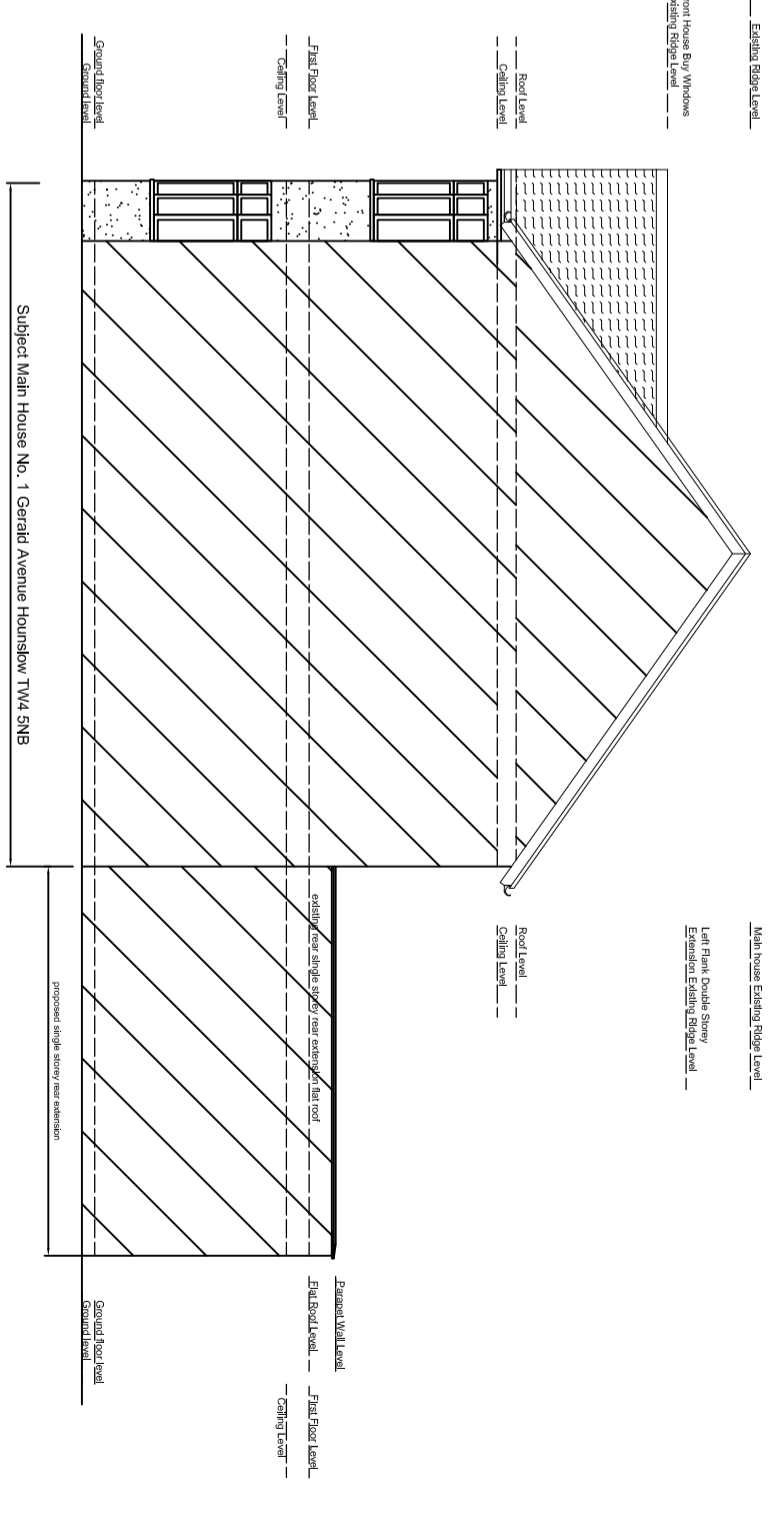 Existing Ridge Level
ront House Buy Windows
xisting Ridge Level
Roof Level
Ceiling Level
First Floor Level
Ceiling Level
Ground floor level
Ground level
Main house Existing Ridge Level
Left Flank Double Storey
Extension Existing Ridge Level
Roof Level
Ceiling Level
existing rear single storey rear extension flat roof
Parapet Wall Level
Flat Roof Level
First Floor Level
Ceiling Level
Ground floor level
Ground level
proposed single storey rear extension
Subject Main House No. 1 Geraid Avenue Hounslow TW4 5NB